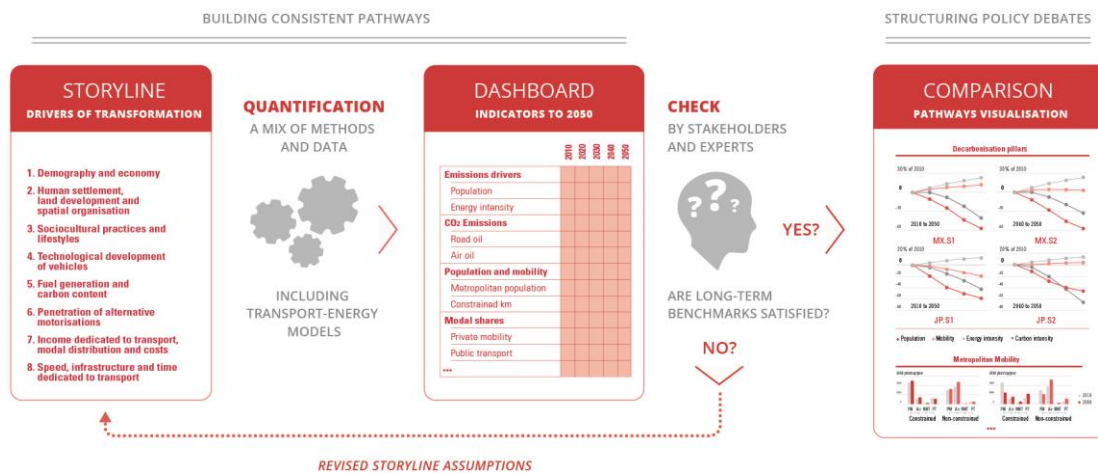 BUILDING CONSISTENT PATHWAYS
STRUCTURING POLICY DEBATES
STORYLINE
DRIVERS OF TRANSFORMATION
1. Demography and economy
2. Human settlement,
land development and
spatial organisation
3. Sociocultural practices and
lifestyles
4. Technological development
of vehicles
5. Fuel generation and
carbon content
6. Penetration of alternative
motorisations
7. Income dedicated to transport,
modal distribution and costs
8. Speed, infrastructure and time
dedicated to transport
QUANTIFICATION
A MIX OF METHODS
AND DATA
INCLUDING
TRANSPORT-ENERGY
MODELS
DASHBOARD
INDICATORS TO 2050
2010
2020
2030
2040
2050
Emissions drivers
Population
Energy intensity
CO₂ Emissions
Road oil
Air oil
Population and mobility
Metropolitan population
Constrained km
Modal shares
Private mobility
Public transport
...
CHECK
BY STAKEHOLDERS
AND EXPERTS
? ? ?
YES?
ARE LONG-TERM
BENCHMARKS SATISFIED?
NO?
REVISED STORYLINE ASSUMPTIONS
COMPARISON
PATHWAYS VISUALISATION
Decarbonisation pillars
MX.S1
MX.S2
JP.S1
JP.S2
Population Mobility Energy intensity Carbon intensity
Metropolitan Mobility
Constrained Non-constrained
Constrained Non-constrained
...